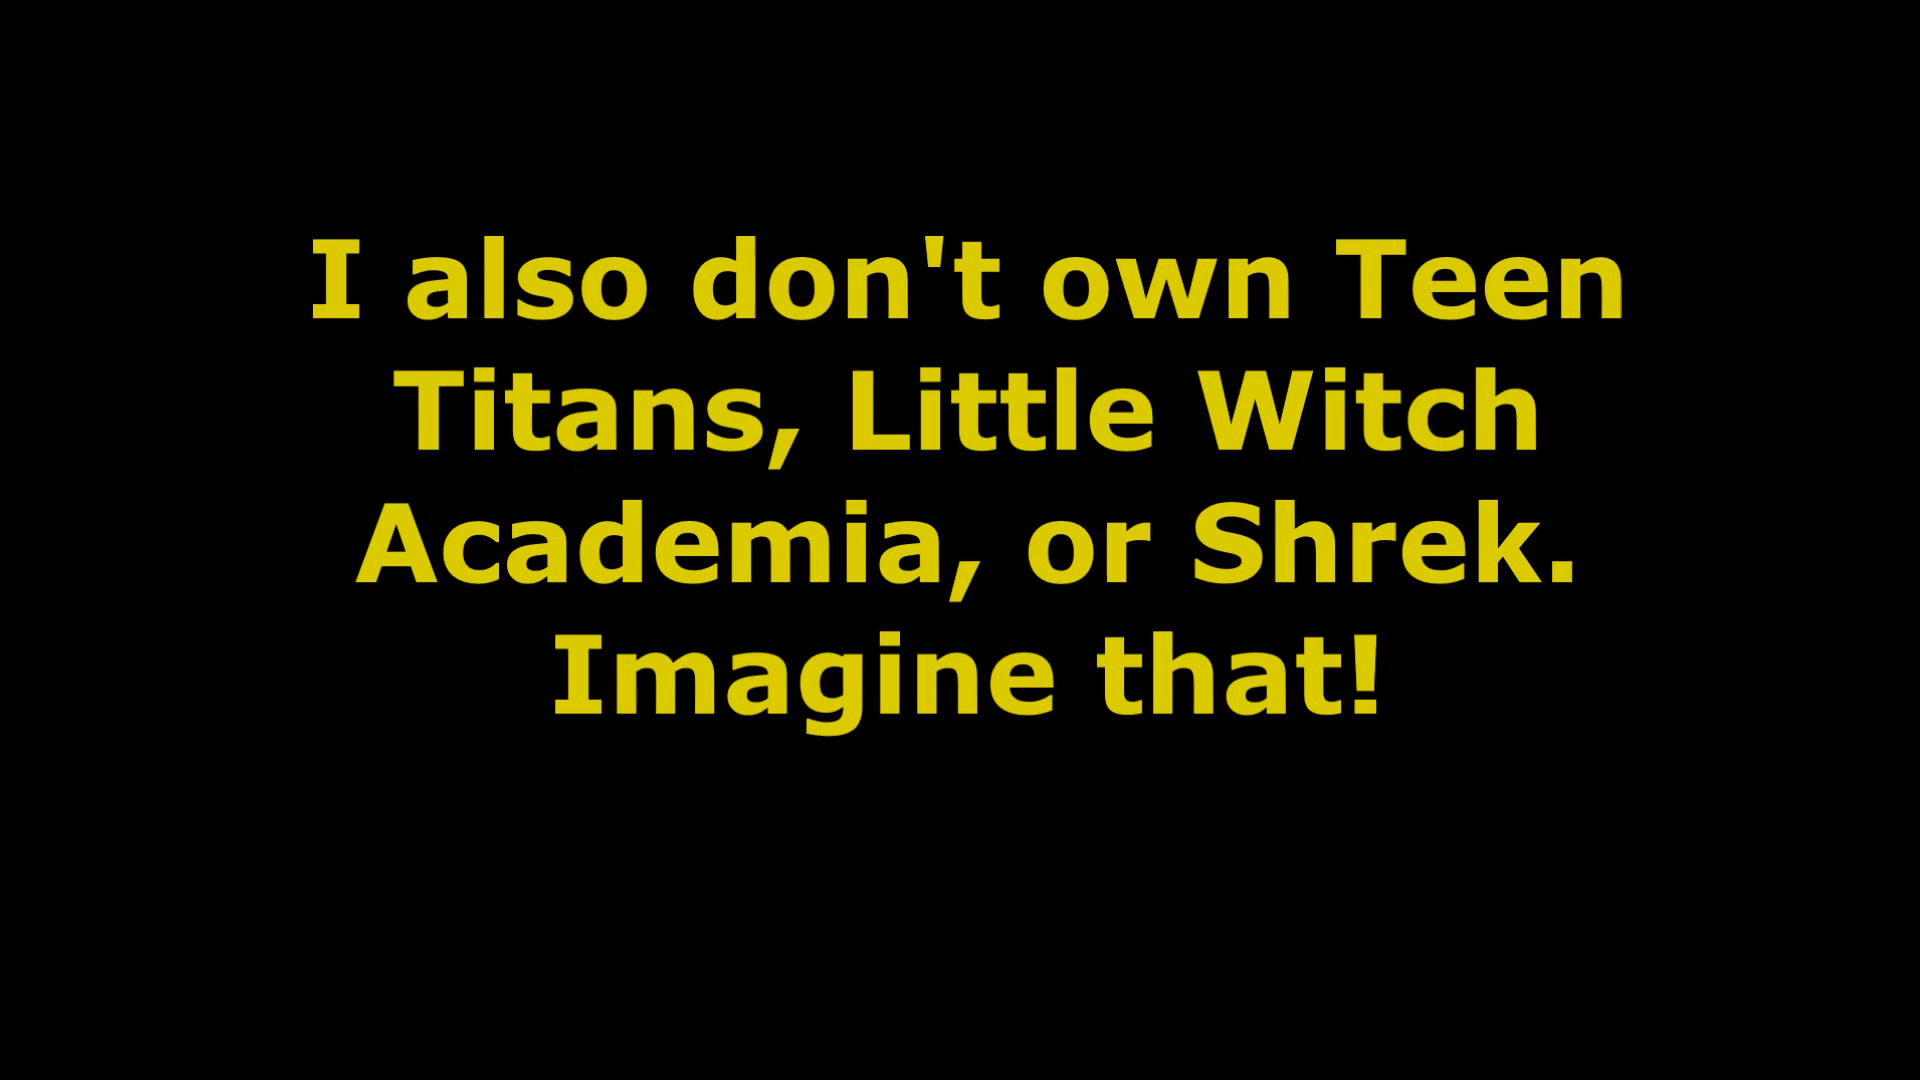 I also don't own Teen
Titans, Little Witch
Academia, or Shrek.
Imagine that!